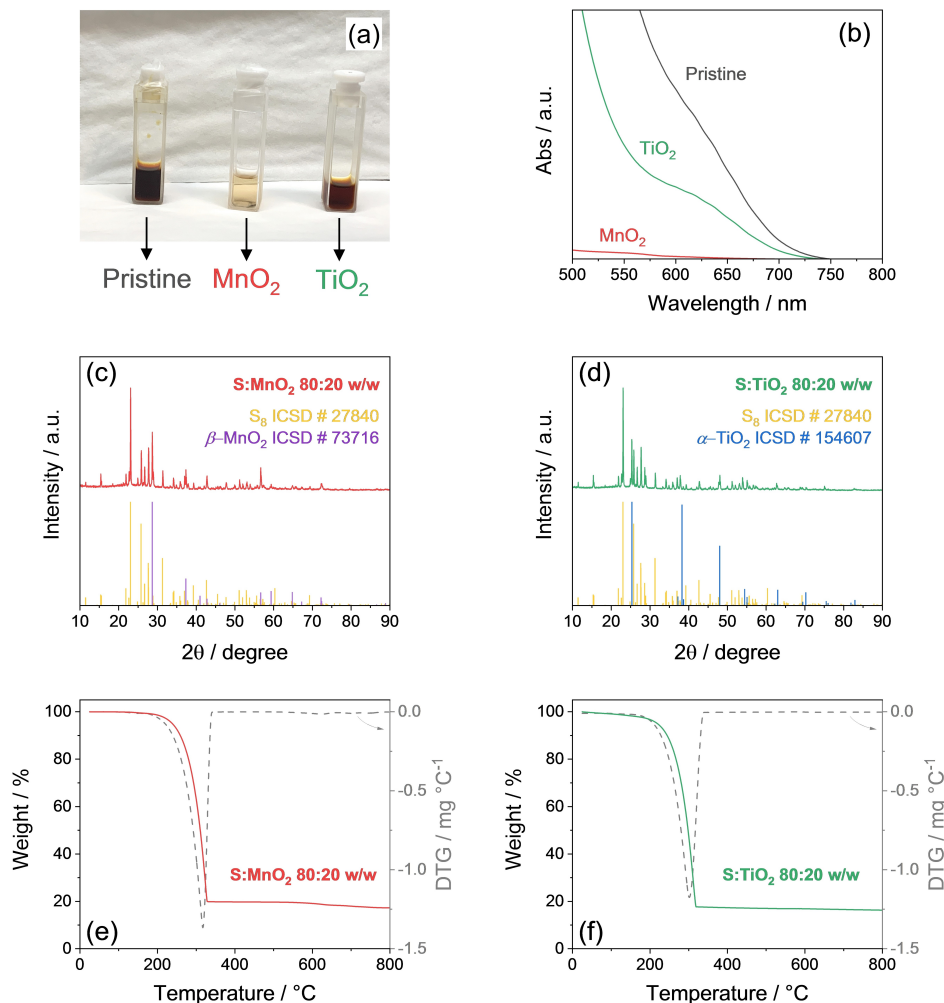 (a)
Pristine
MnO₂
TiO₂
(b)
Pristine
TiO₂
MnO₂
Abs / a.u.
500 550 600 650 700 750 800
Wavelength / nm
(c)
S:MnO₂ 80:20 w/w
S₈ ICSD # 27840
β–MnO₂ ICSD # 73716
Intensity / a.u.
10 20 30 40 50 60 70 80 90
2θ / degree
(d)
S:TiO₂ 80:20 w/w
S₈ ICSD # 27840
α–TiO₂ ICSD # 154607
Intensity / a.u.
10 20 30 40 50 60 70 80 90
2θ / degree
100
80
60
40
20
0
Weight / %
0.0
-0.5
-1.0
-1.5
DTG / mg °C⁻¹
S:MnO₂ 80:20 w/w
(e)
0 200 400 600 800
Temperature / °C
100
80
60
40
20
0
Weight / %
0.0
-0.5
-1.0
-1.5
DTG / mg °C⁻¹
S:TiO₂ 80:20 w/w
(f)
0 200 400 600 800
Temperature / °C